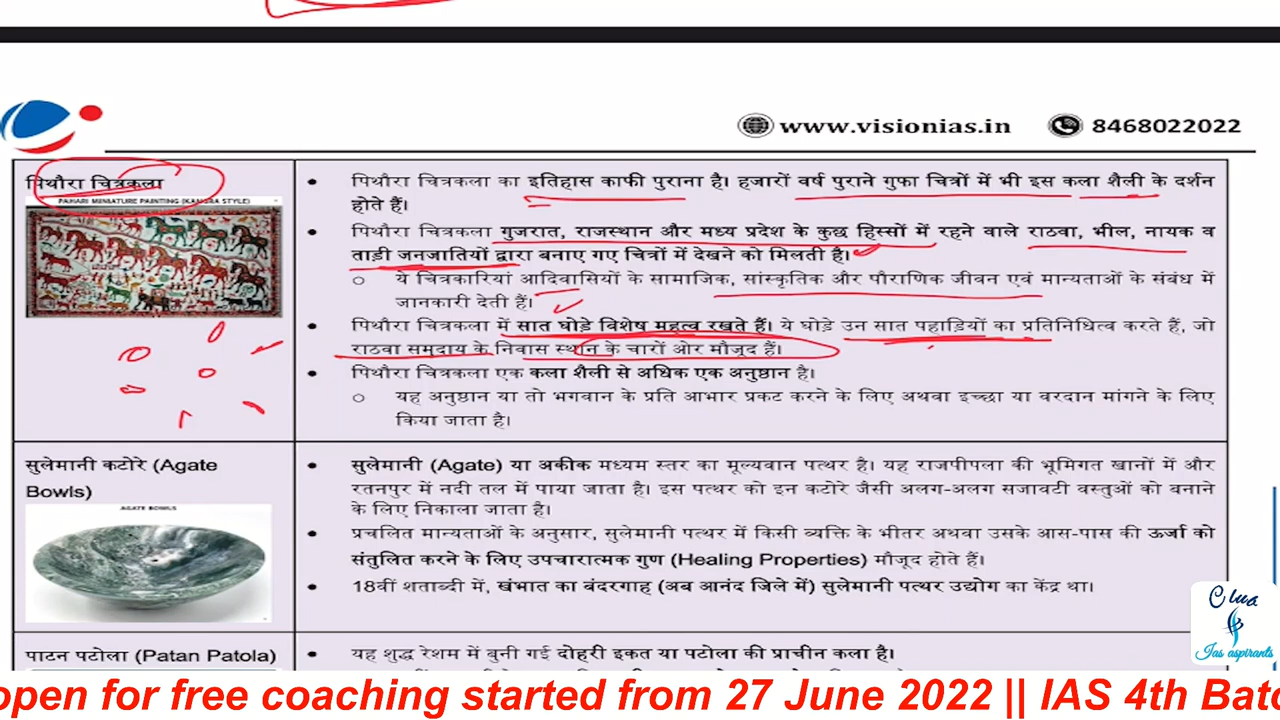 www.visionias.in 8468022022
पिथौरा चित्रकला
PAHARI MINIATURE PAINTING (KANGRA STYLE)
• पिथौरा चित्रकला का इतिहास काफी पुराना है। हजारों वर्ष पुराने गुफा चित्रों में भी इस कला शैली के दर्शन
होते हैं।
• पिथौरा चित्रकला गुजरात, राजस्थान और मध्य प्रदेश के कुछ हिस्सों में रहने वाले राठवा, भील, नायक व
ताड़ी जनजातियों द्वारा बनाए गए चित्रों में देखने को मिलती है।
○ ये चित्रकारियां आदिवासियों के सामाजिक, सांस्कृतिक और पौराणिक जीवन एवं मान्यताओं के संबंध में
जानकारी देती हैं।
• पिथौरा चित्रकला में सात घोड़े विशेष महत्व रखते हैं। ये घोड़े उन सात पहाड़ियों का प्रतिनिधित्व करते हैं, जो
राठवा समुदाय के निवास स्थान के चारों ओर मौजूद हैं।
• पिथौरा चित्रकला एक कला शैली से अधिक एक अनुष्ठान है।
○ यह अनुष्ठान या तो भगवान के प्रति आभार प्रकट करने के लिए अथवा इच्छा या वरदान मांगने के लिए
किया जाता है।
सुलेमानी कटोरे (Agate
Bowls)
AGATE BOWLS
• सुलेमानी (Agate) या अकीक मध्यम स्तर का मूल्यवान पत्थर है। यह राजपीपला की भूमिगत खानों में और
रतनपुर में नदी तल में पाया जाता है। इस पत्थर को इन कटोरे जैसी अलग-अलग सजावटी वस्तुओं को बनाने
के लिए निकाला जाता है।
• प्रचलित मान्यताओं के अनुसार, सुलेमानी पत्थर में किसी व्यक्ति के भीतर अथवा उसके आस-पास की ऊर्जा को
संतुलित करने के लिए उपचारात्मक गुण (Healing Properties) मौजूद होते हैं।
• 18वीं शताब्दी में, खंभात का बंदरगाह (अब आनंद जिले में) सुलेमानी पत्थर उद्योग का केंद्र था।
पाटन पटोला (Patan Patola)
• यह शुद्ध रेशम में बुनी गई दोहरी इकत या पटोला की प्राचीन कला है।
Ias aspirants
open for free coaching started from 27 June 2022 || IAS 4th Batc